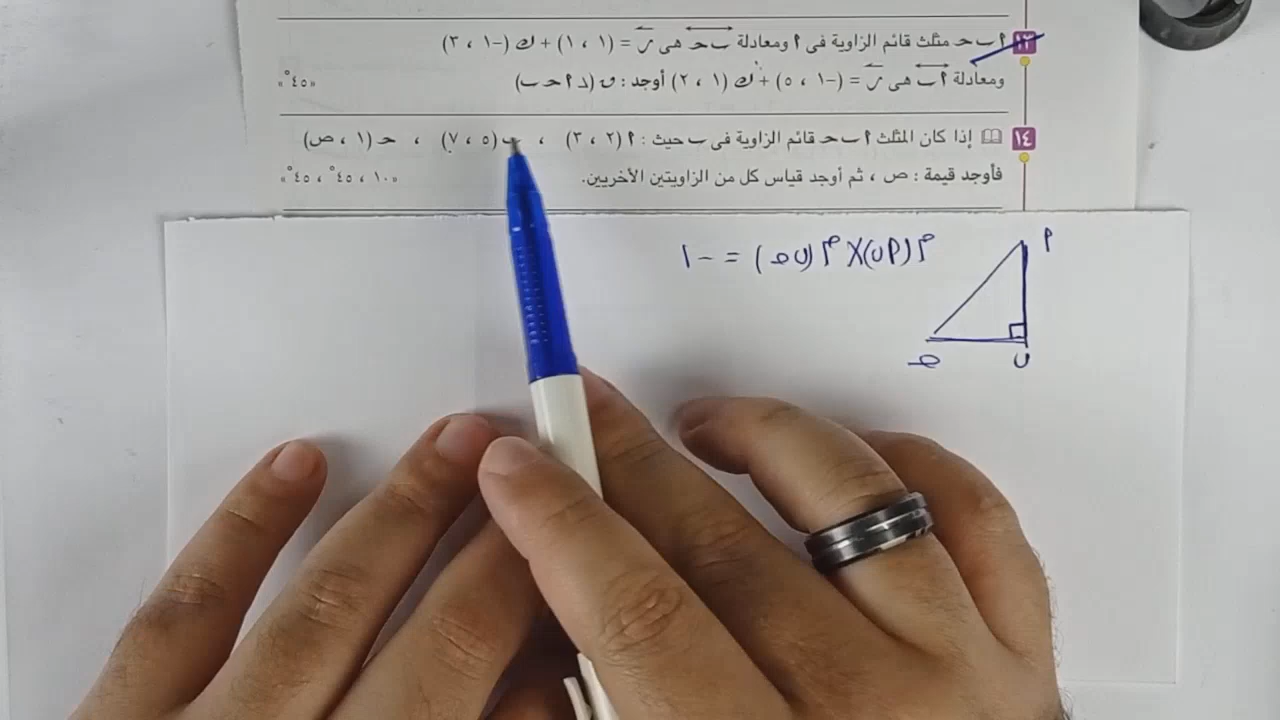 ١٣ ا ب حـ مثلث قائم الزاوية فى ا ومعادلة ب حـ هى ر = (١ ، ١) + ك (-١ ، ٣)
ومعادلة ا ب هى ر = (-١ ، ٥) + ك (١ ، ٢) أوجد : ق (د ا حـ ب) «٤٥°»
١٤ إذا كان المثلث ا ب حـ قائم الزاوية فى ب حيث : ا (٢ ، ٣) ، ب (٥ ، ٧) ، حـ (١ ، ص)
فأوجد قيمة : ص ، ثم أوجد قياس كل من الزاويتين الأخريين. «١٠ ، ٤٥° ، ٤٥°»
م (ا ب) × م (ب حـ) = -١
ا
حـ ب